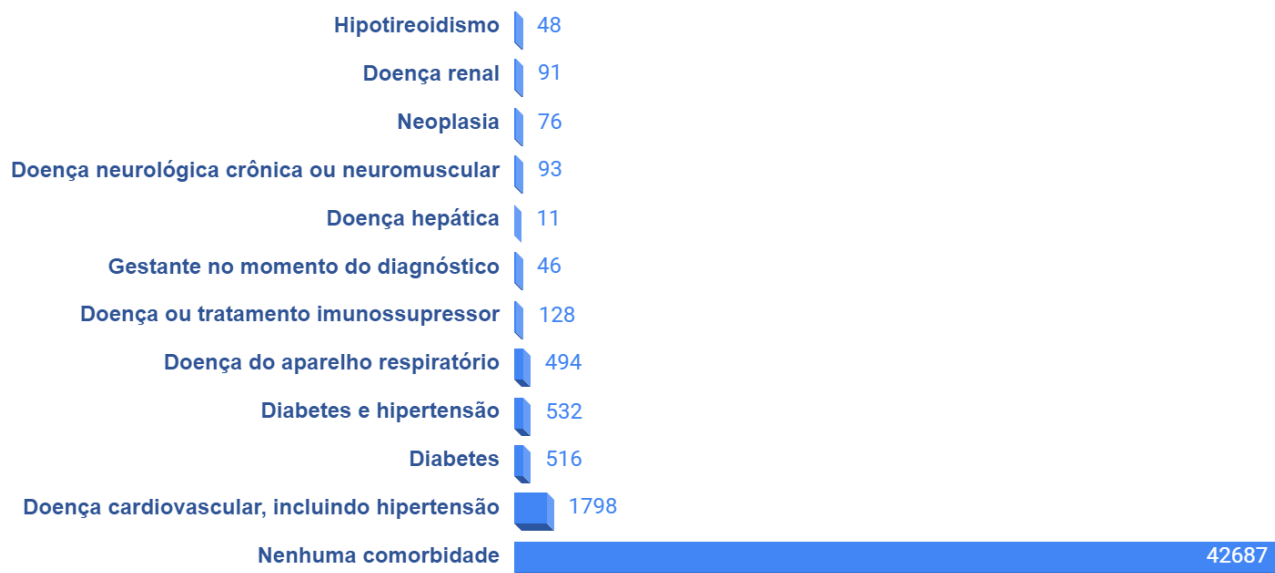 Hipotireoidismo 48
Doença renal 91
Neoplasia 76
Doença neurológica crônica ou neuromuscular 93
Doença hepática 11
Gestante no momento do diagnóstico 46
Doença ou tratamento imunossupressor 128
Doença do aparelho respiratório 494
Diabetes e hipertensão 532
Diabetes 516
Doença cardiovascular, incluindo hipertensão 1798
Nenhuma comorbidade 42687